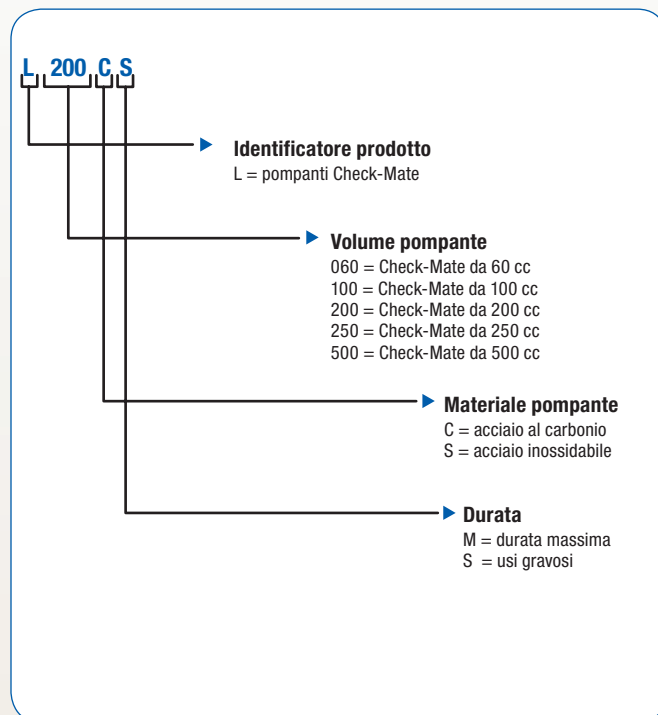 L 200 C S
Identificatore prodotto
L = pompanti Check-Mate
Volume pompante
060 = Check-Mate da 60 cc
100 = Check-Mate da 100 cc
200 = Check-Mate da 200 cc
250 = Check-Mate da 250 cc
500 = Check-Mate da 500 cc
Materiale pompante
C = acciaio al carbonio
S = acciaio inossidabile
Durata
M = durata massima
S = usi gravosi